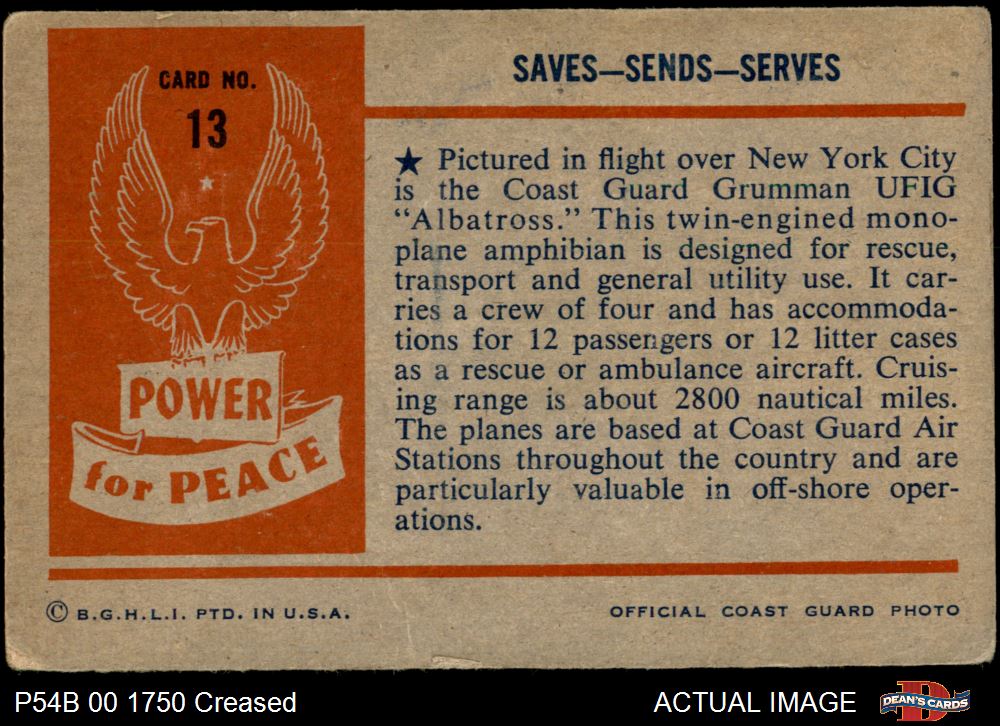 CARD NO.
13
POWER
for PEACE
SAVES—SENDS—SERVES
★ Pictured in flight over New York City
is the Coast Guard Grumman UFIG
“Albatross.” This twin-engined mono-
plane amphibian is designed for rescue,
transport and general utility use. It car-
ries a crew of four and has accommoda-
tions for 12 passengers or 12 litter cases
as a rescue or ambulance aircraft. Cruis-
ing range is about 2800 nautical miles.
The planes are based at Coast Guard Air
Stations throughout the country and are
particularly valuable in off-shore oper-
ations.
© B.G.H.L.I. PTD. IN U.S.A.
OFFICIAL COAST GUARD PHOTO
P54B 00 1750 Creased
ACTUAL IMAGE
D
DEAN'S CARDS